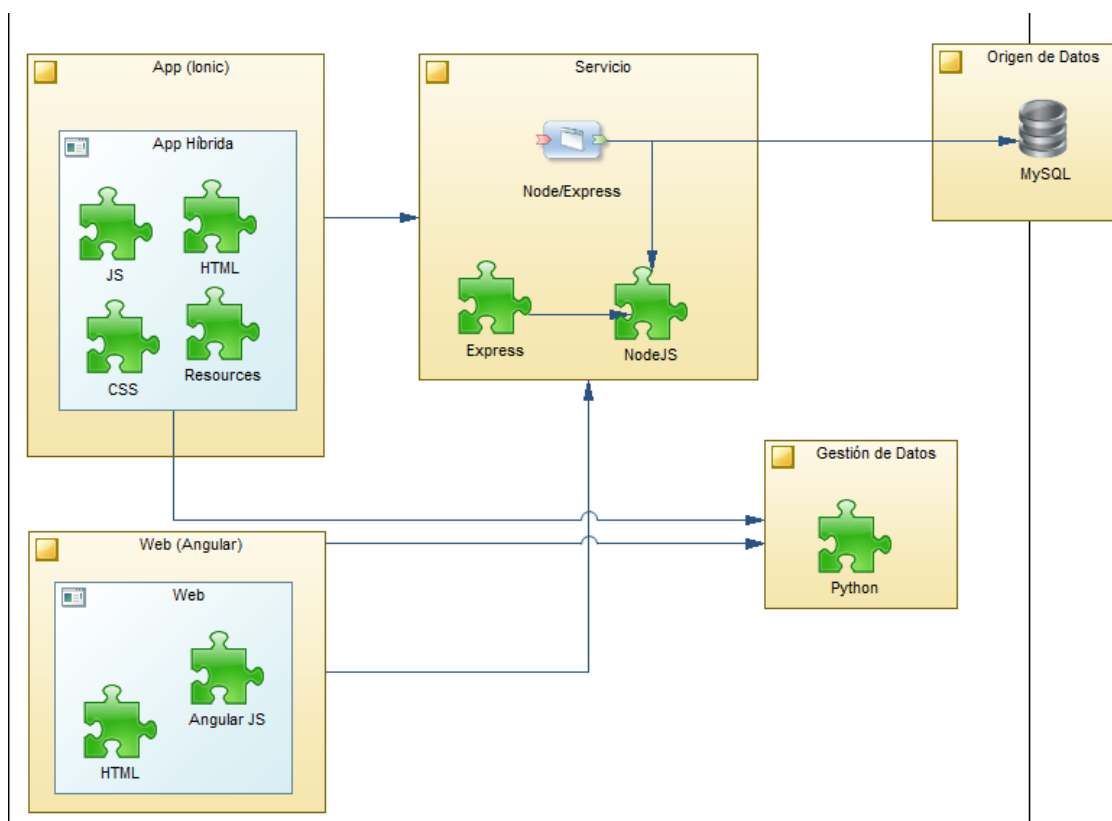 App (Ionic)
App Híbrida
JS
HTML
CSS
Resources
Servicio
Node/Express
Express
NodeJS
Origen de Datos
MySQL
Gestión de Datos
Python
Web (Angular)
Web
Angular JS
HTML